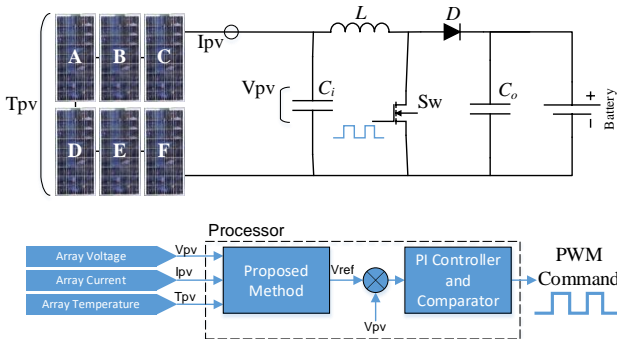 Ipv
L
D
A
B
C
Tpv
Vpv
Ci
Sw
Co
Battery
+
−
D
E
F
Processor
Array Voltage
Vpv
Array Current
Ipv
Array Temperature
Tpv
Proposed
Method
Vref
Vpv
PI Controller
and
Comparator
PWM
Command